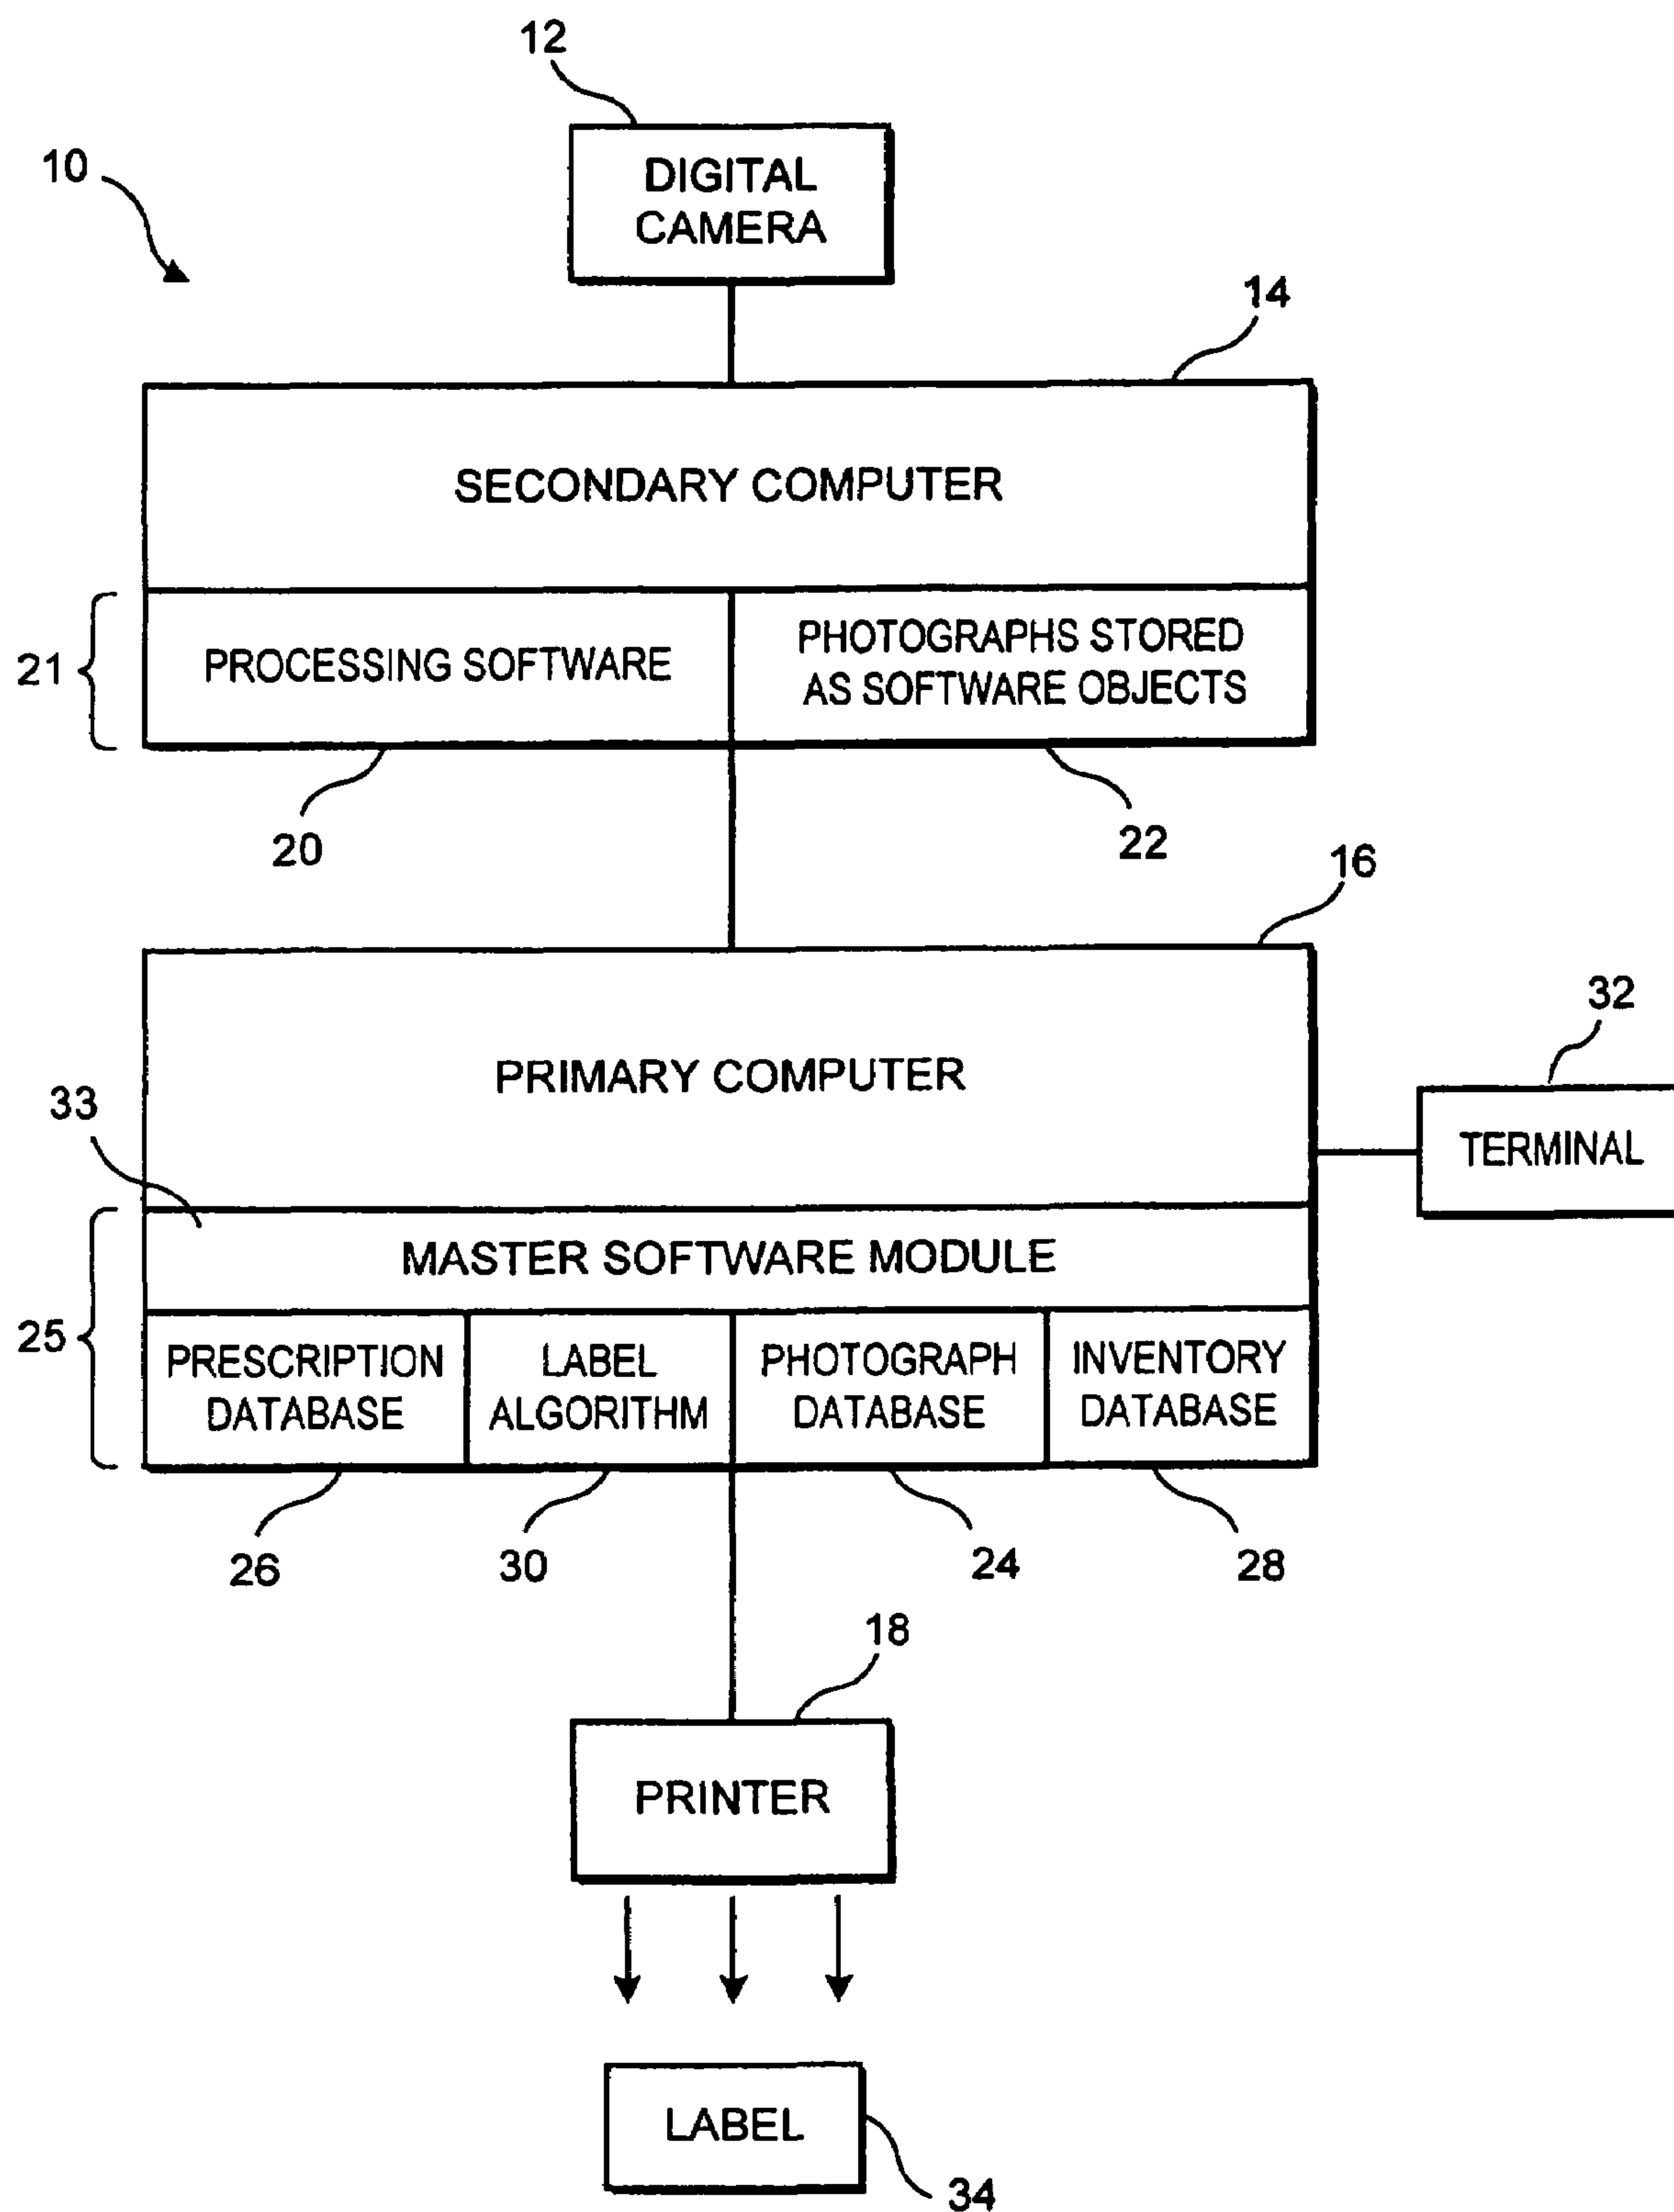 12
10
DIGITAL
CAMERA
14
SECONDARY COMPUTER
21
PROCESSING SOFTWARE
PHOTOGRAPHS STORED
AS SOFTWARE OBJECTS
20
22
16
32
PRIMARY COMPUTER
33
TERMINAL
MASTER SOFTWARE MODULE
25
PRESCRIPTION
DATABASE
LABEL
ALGORITHM
PHOTOGRAPH
DATABASE
INVENTORY
DATABASE
26
30
24
28
18
PRINTER
LABEL
34